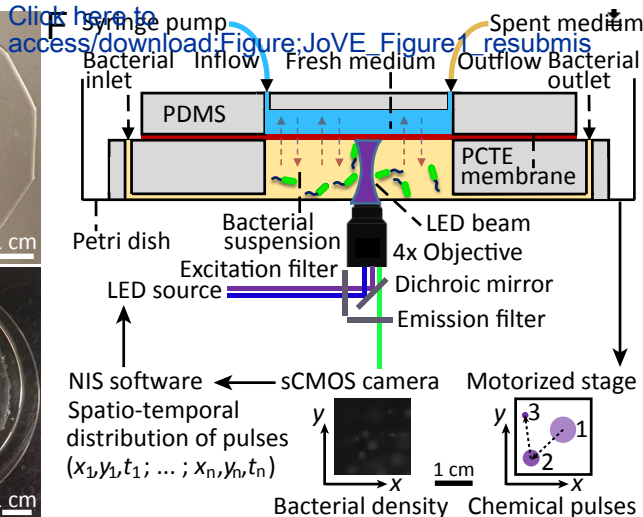 Click here to
access/download;Figure;JoVE_Figure1_resubmis
F
Syringe pump
Spent medium
Bacterial inlet
Inflow
Fresh medium
Outflow
Bacterial outlet
PDMS
PCTE membrane
Bacterial suspension
LED beam
Petri dish
4x Objective
Excitation filter
LED source
Dichroic mirror
Emission filter
NIS software
sCMOS camera
Motorized stage
Spatio-temporal
distribution of pulses
(x1,y1,t1; ... ; xn,yn,tn)
y
x
Bacterial density
1 cm
y
3
1
2
x
Chemical pulses
cm
cm